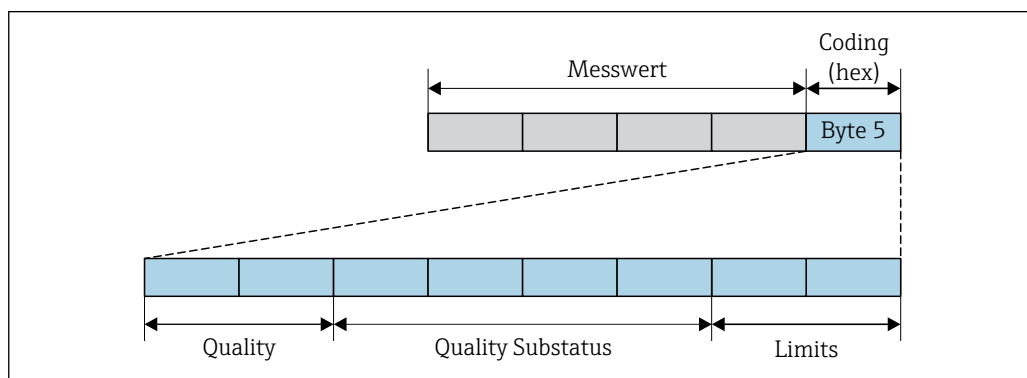 Coding
(hex)
Messwert
Byte 5
Quality
Quality Substatus
Limits